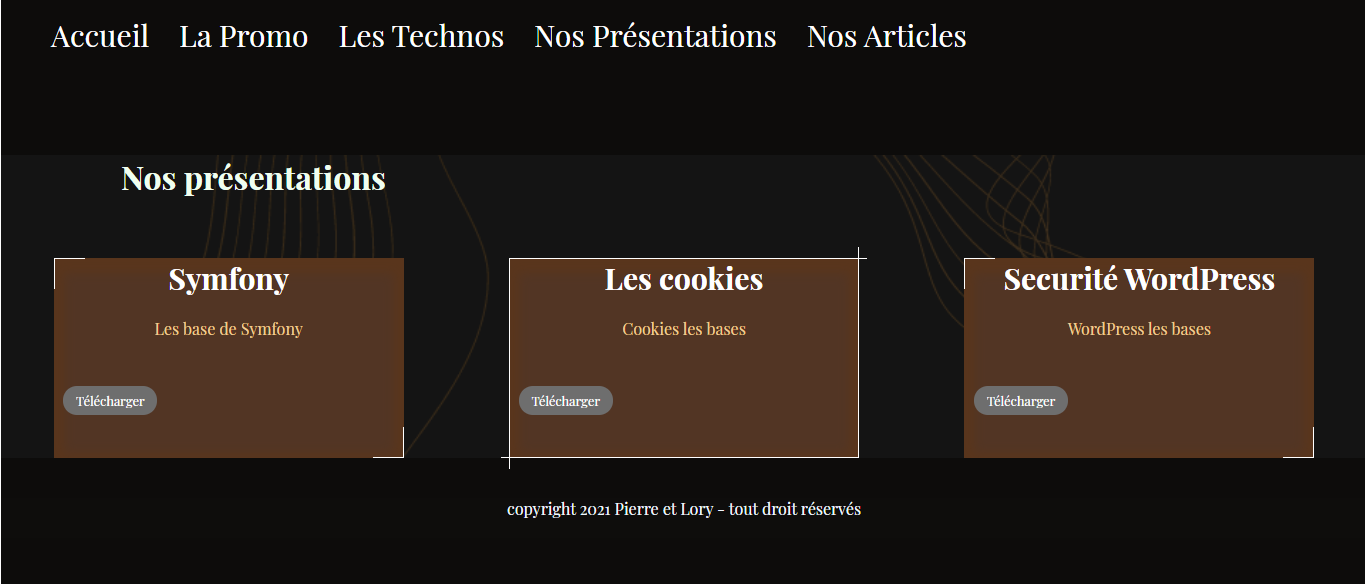 Accueil La Promo Les Technos Nos Présentations Nos Articles
Nos présentations
Symfony
Les base de Symfony
Télécharger
Les cookies
Cookies les bases
Télécharger
Securité WordPress
WordPress les bases
Télécharger
copyright 2021 Pierre et Lory - tout droit réservés